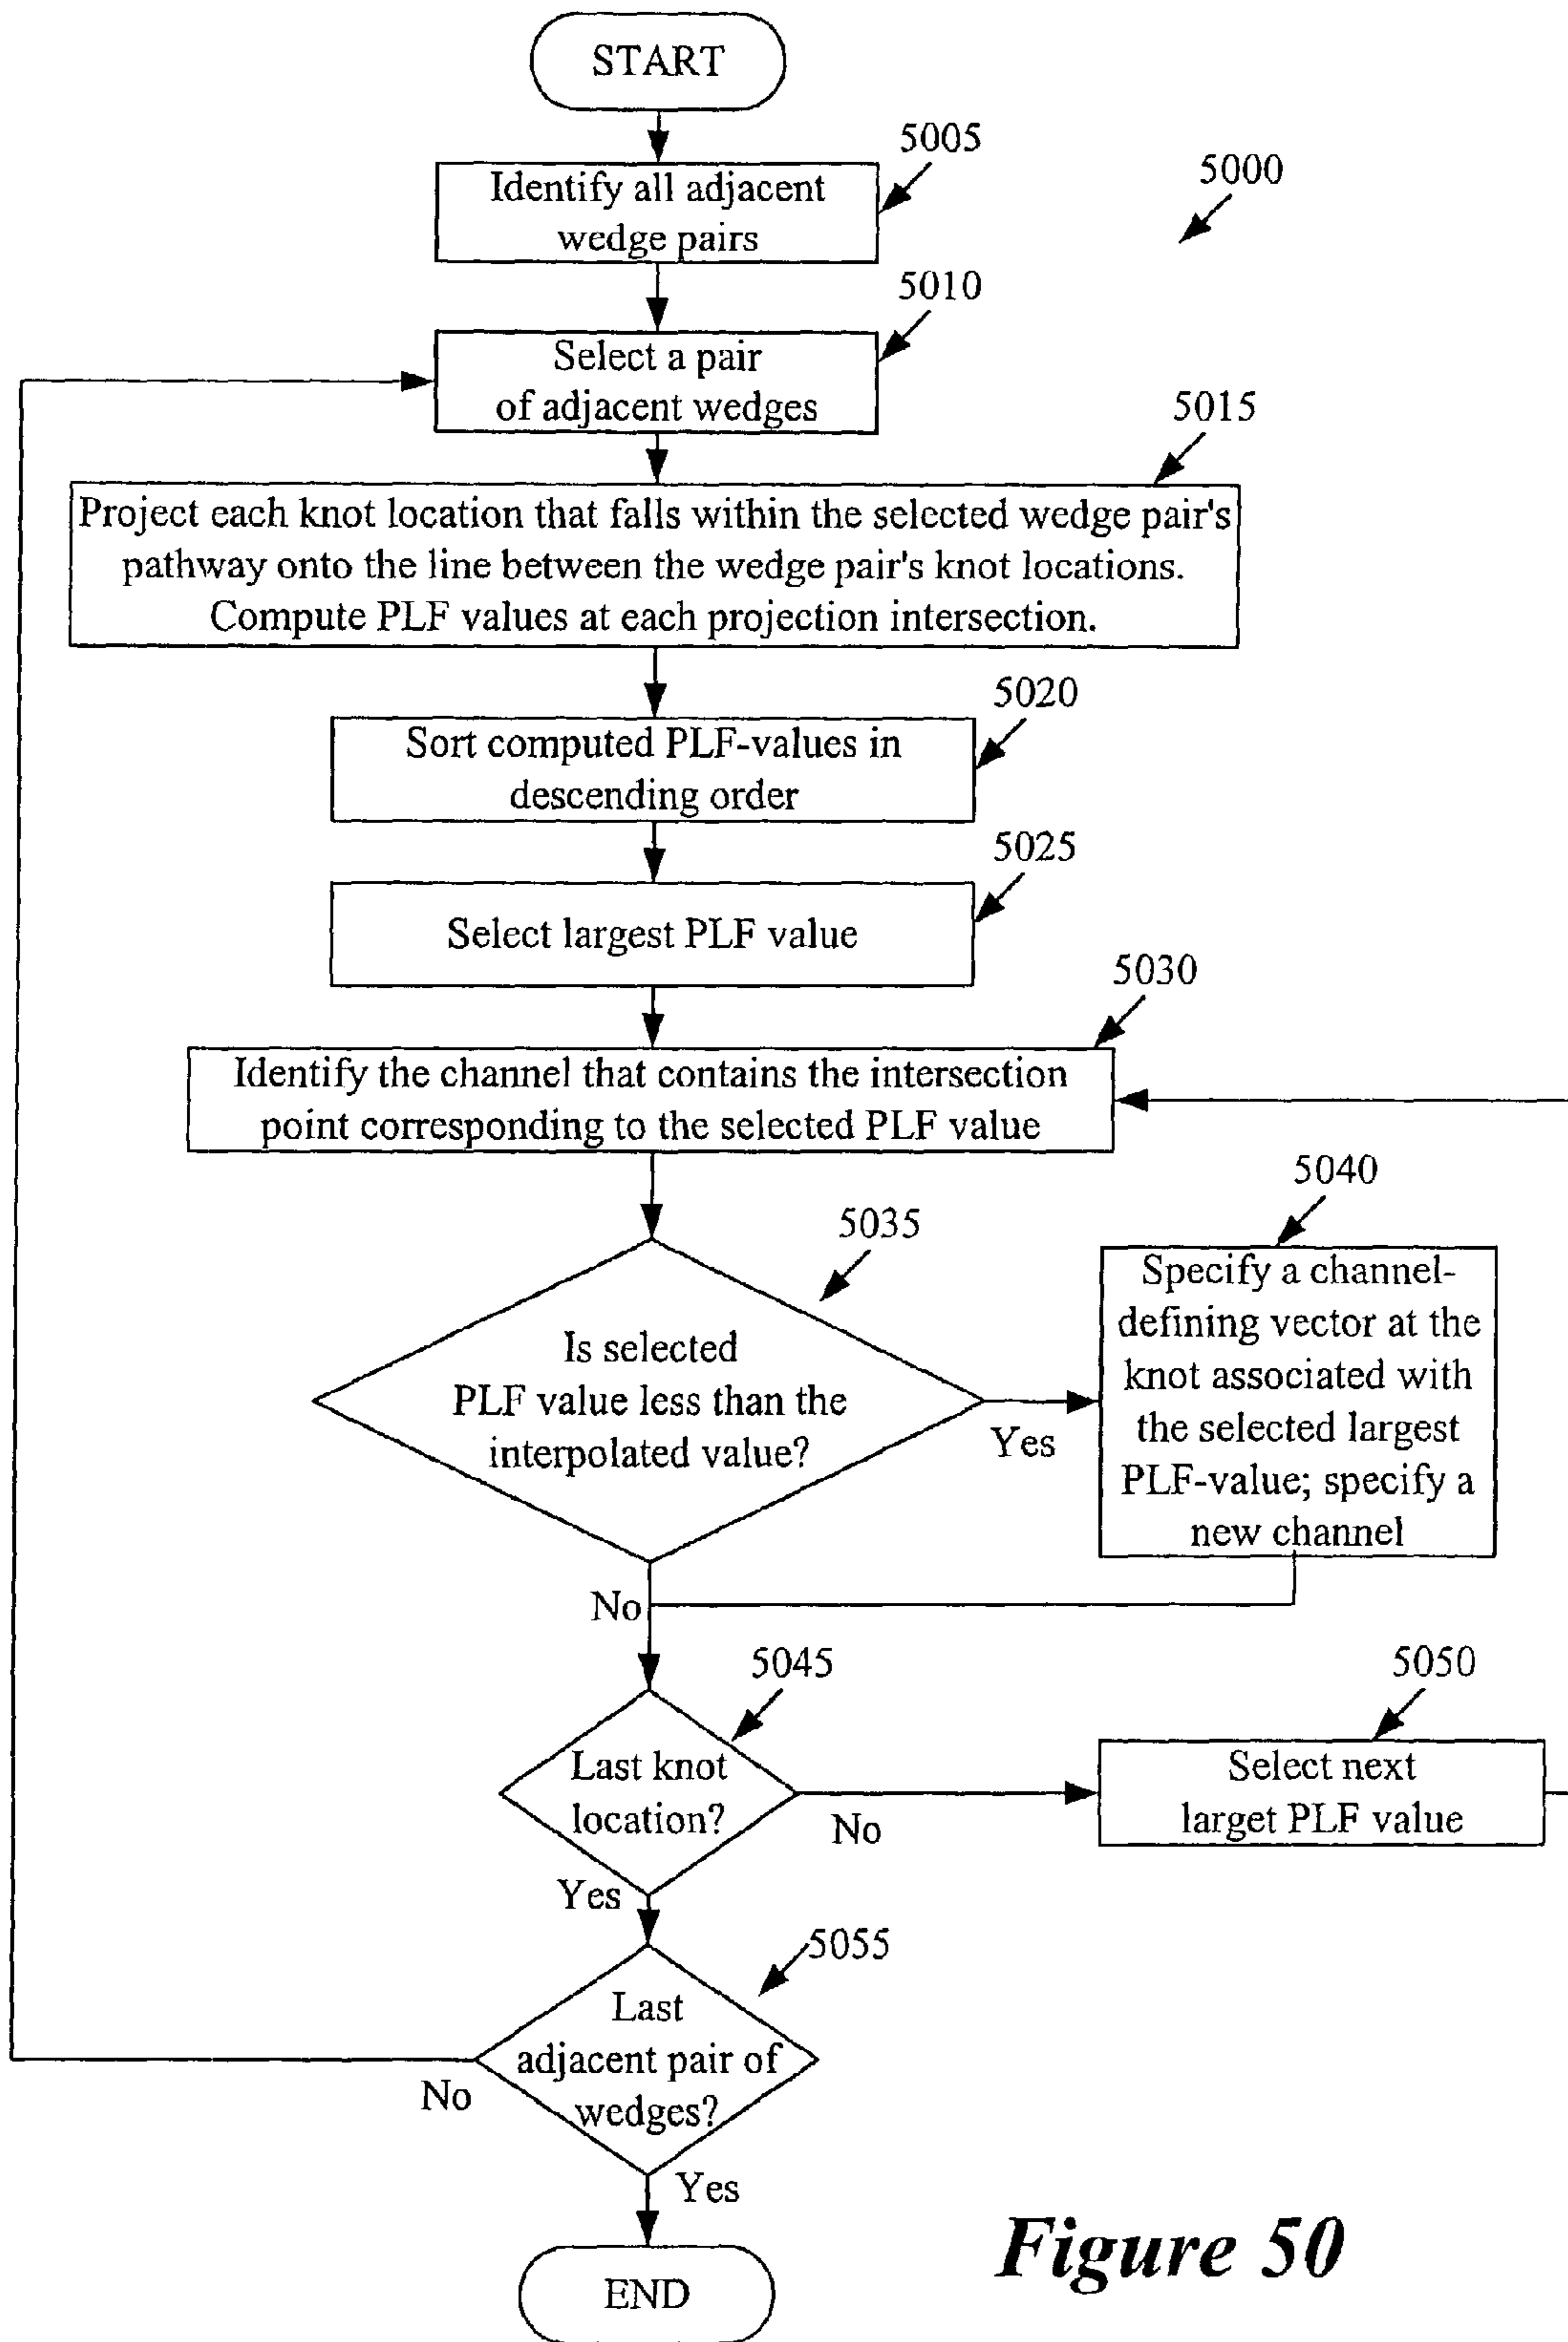 START
5005
Identify all adjacent
wedge pairs
5000
5010
Select a pair
of adjacent wedges
5015
Project each knot location that falls within the selected wedge pair's
pathway onto the line between the wedge pair's knot locations.
Compute PLF values at each projection intersection.
5020
Sort computed PLF-values in
descending order
5025
Select largest PLF value
5030
Identify the channel that contains the intersection
point corresponding to the selected PLF value
5035
Is selected
PLF value less than the
interpolated value?
Yes
5040
Specify a channel-
defining vector at the
knot associated with
the selected largest
PLF-value; specify a
new channel
No
5045
Last knot
location?
No
5050
Select next
larget PLF value
Yes
5055
Last
adjacent pair of
wedges?
No
Yes
END
Figure 50